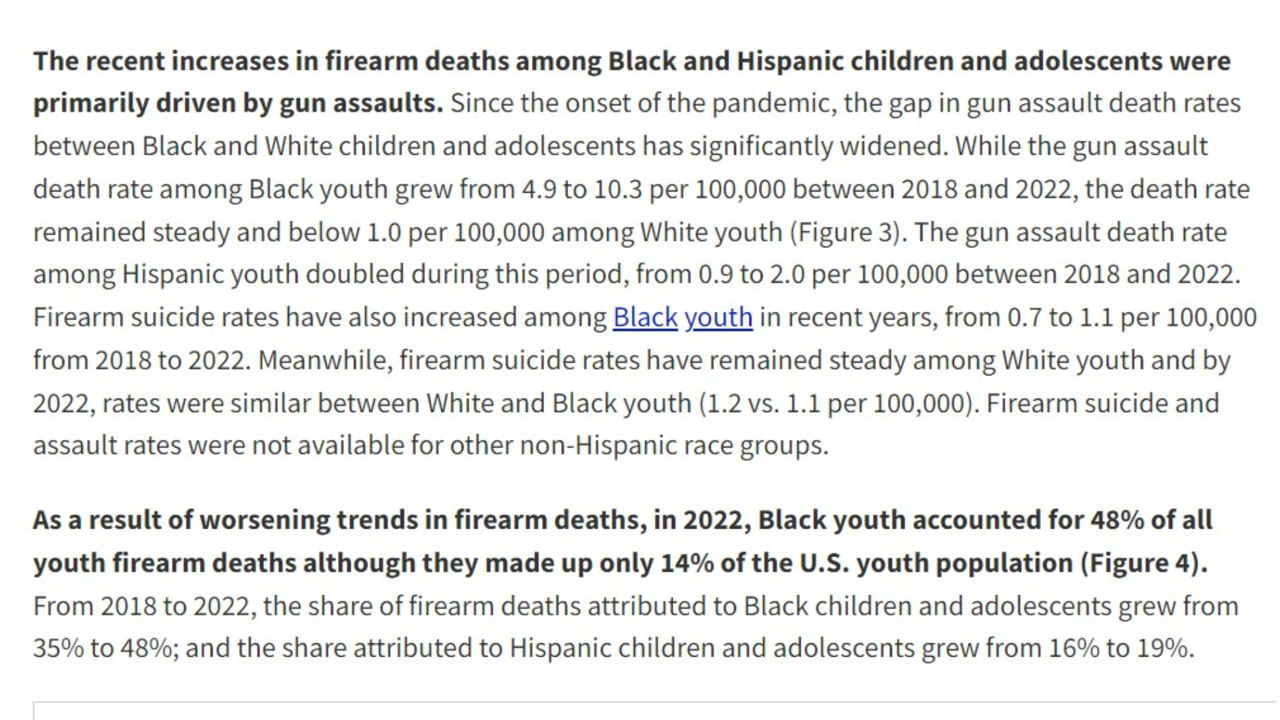 The recent increases in firearm deaths among Black and Hispanic children and adolescents were
primarily driven by gun assaults. Since the onset of the pandemic, the gap in gun assault death rates
between Black and White children and adolescents has significantly widened. While the gun assault
death rate among Black youth grew from 4.9 to 10.3 per 100,000 between 2018 and 2022, the death rate
remained steady and below 1.0 per 100,000 among White youth (Figure 3). The gun assault death rate
among Hispanic youth doubled during this period, from 0.9 to 2.0 per 100,000 between 2018 and 2022.
Firearm suicide rates have also increased among Black youth in recent years, from 0.7 to 1.1 per 100,000
from 2018 to 2022. Meanwhile, firearm suicide rates have remained steady among White youth and by
2022, rates were similar between White and Black youth (1.2 vs. 1.1 per 100,000). Firearm suicide and
assault rates were not available for other non-Hispanic race groups.
As a result of worsening trends in firearm deaths, in 2022, Black youth accounted for 48% of all
youth firearm deaths although they made up only 14% of the U.S. youth population (Figure 4).
From 2018 to 2022, the share of firearm deaths attributed to Black children and adolescents grew from
35% to 48%; and the share attributed to Hispanic children and adolescents grew from 16% to 19%.